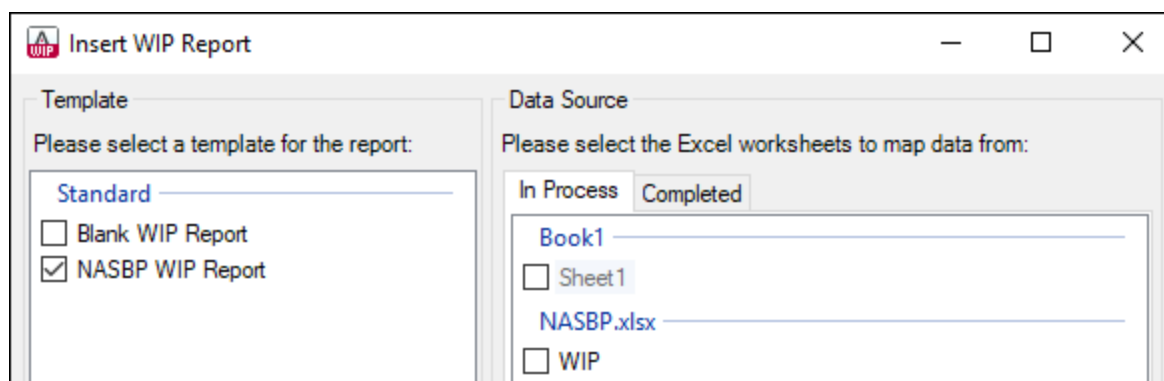 A WIP Insert WIP Report
Template
Please select a template for the report:
Standard
Blank WIP Report
NASBP WIP Report
Data Source
Please select the Excel worksheets to map data from:
In Process Completed
Book1
Sheet1
NASBP.xlsx
WIP